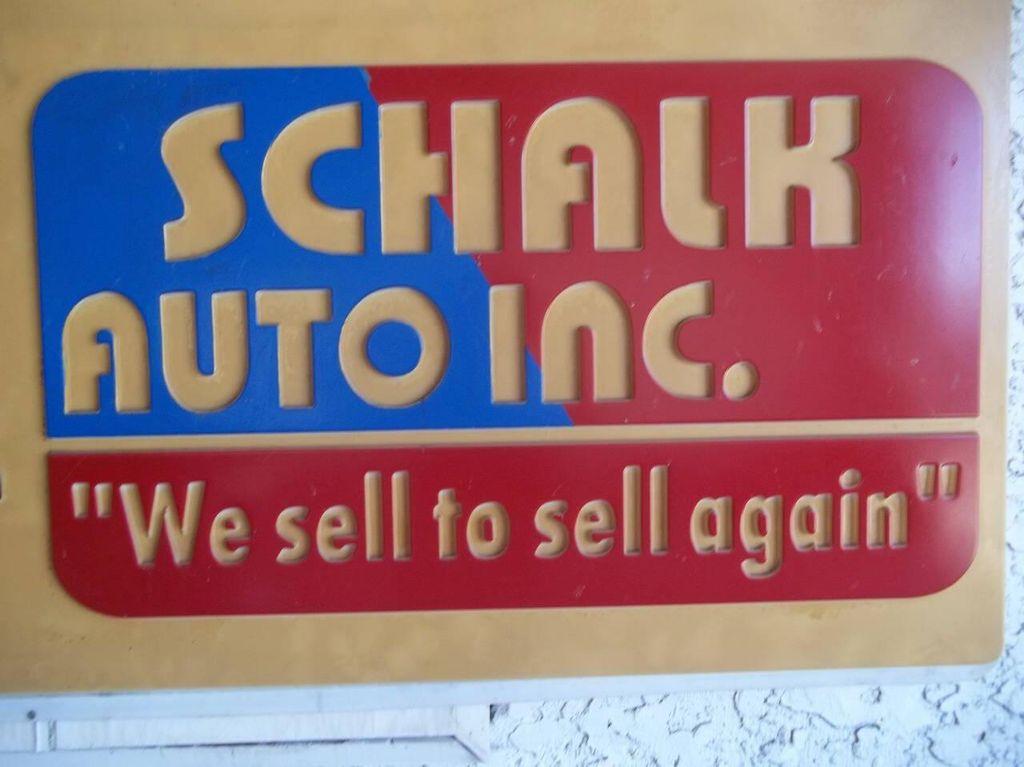 SCHALK
AUTO INC.
"We sell to sell again"